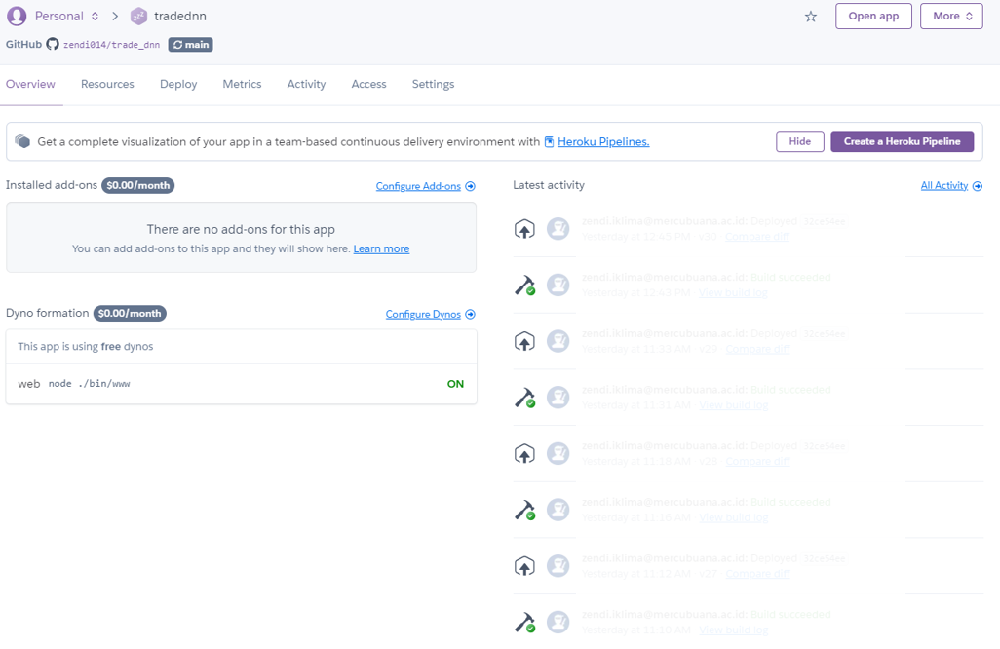 Personal tradednn
Open app More
GitHub zendi014/trade_dnn main
Overview Resources Deploy Metrics Activity Access Settings
Get a complete visualization of your app in a team-based continuous delivery environment with Heroku Pipelines.
Hide Create a Heroku Pipeline
Installed add-ons $0.00/month Configure Add-ons
There are no add-ons for this app
You can add add-ons to this app and they will show here. Learn more
Dyno formation $0.00/month Configure Dynos
This app is using free dynos
web node ./bin/www ON
Latest activity All Activity
zendi.iklima@mercubuana.ac.id: Deployed
Yesterday at 12:45 PM · v30 · Compare diff
zendi.iklima@mercubuana.ac.id: Build succeeded
Yesterday at 12:43 PM · View build log
zendi.iklima@mercubuana.ac.id: Deployed
Yesterday at 11:33 AM · v29 · Compare diff
zendi.iklima@mercubuana.ac.id: Build succeeded
Yesterday at 11:31 AM · View build log
zendi.iklima@mercubuana.ac.id: Deployed
Yesterday at 11:18 AM · v28 · Compare diff
zendi.iklima@mercubuana.ac.id: Build succeeded
Yesterday at 11:16 AM · View build log
zendi.iklima@mercubuana.ac.id: Deployed
Yesterday at 11:12 AM · v27 · Compare diff
zendi.iklima@mercubuana.ac.id: Build succeeded
Yesterday at 11:10 AM · View build log